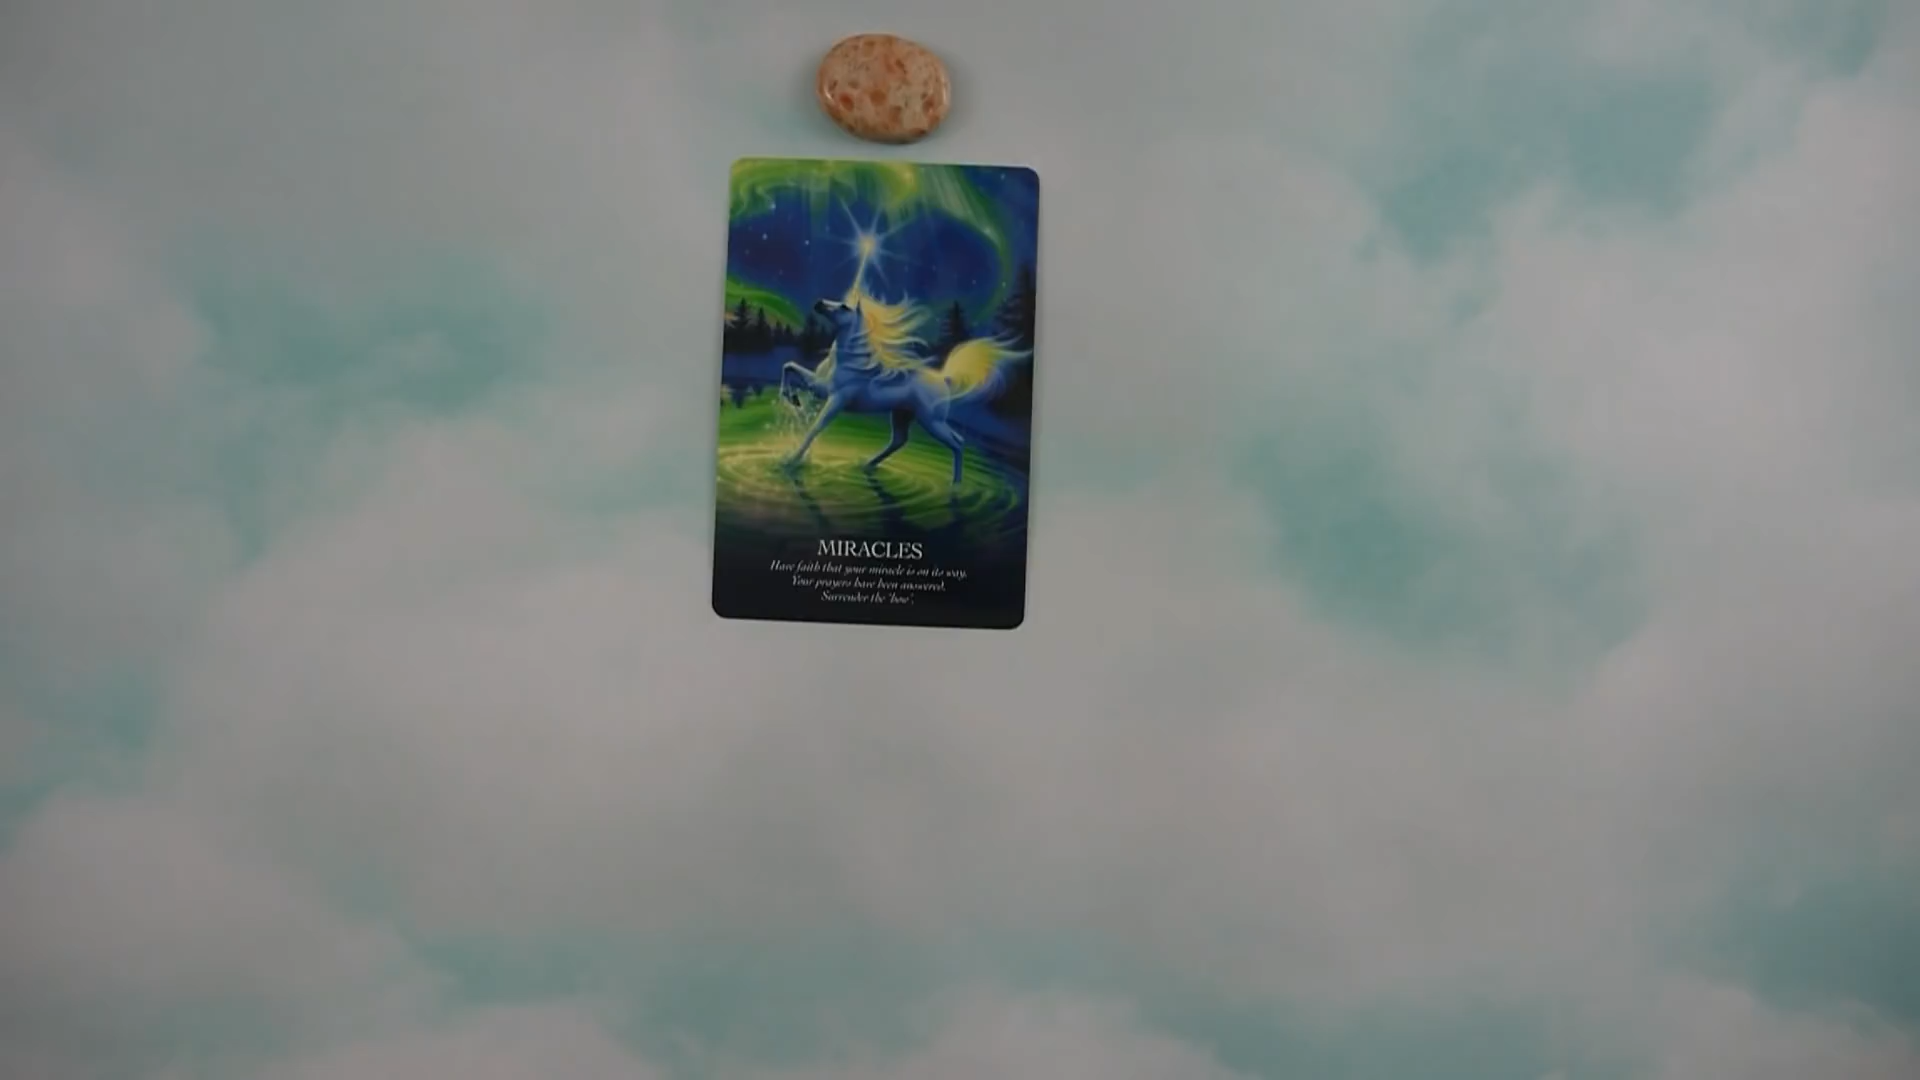 MIRACLES
Have faith that your miracle is on its way.
Your prayers have been answered.
Surrender the "how".